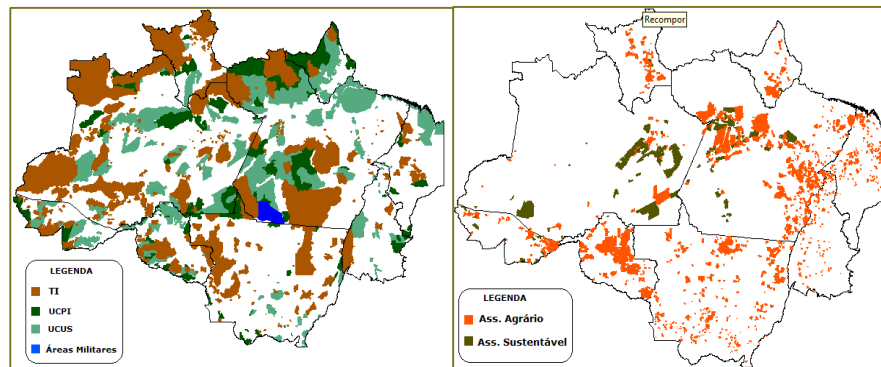 Recompor
LEGENDA
TI
UCPI
UCUS
Áreas Militares
LEGENDA
Ass. Agrário
Ass. Sustentável